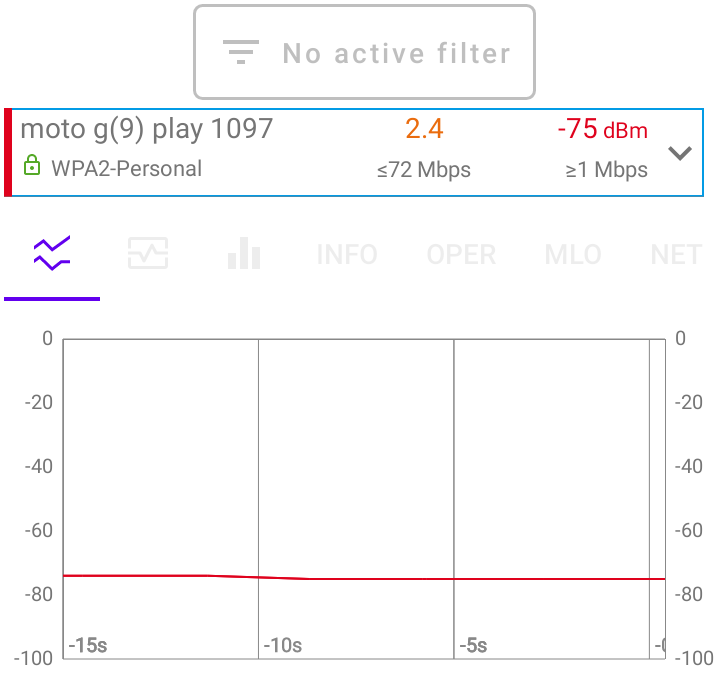 No active filter
moto g(9) play 1097 2.4 -75 dBm
WPA2-Personal ≤72 Mbps ≥1 Mbps
INFO OPER MLO NET
0 0
-20 -20
-40 -40
-60 -60
-80 -80
-15s -10s -5s
-100 -100